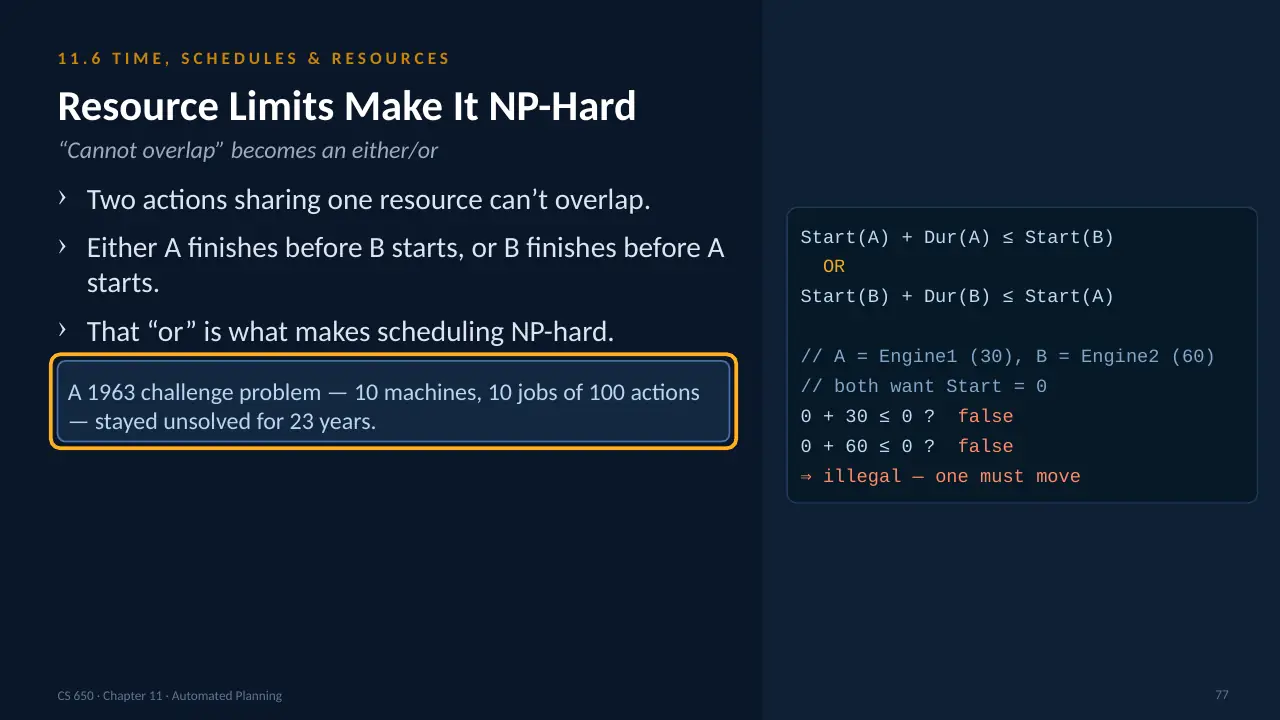 11.6 TIME, SCHEDULES & RESOURCES
Resource Limits Make It NP-Hard
“Cannot overlap” becomes an either/or
› Two actions sharing one resource can’t overlap.
› Either A finishes before B starts, or B finishes before A
starts.
› That “or” is what makes scheduling NP-hard.
A 1963 challenge problem — 10 machines, 10 jobs of 100 actions
— stayed unsolved for 23 years.
Start(A) + Dur(A) ≤ Start(B)
OR
Start(B) + Dur(B) ≤ Start(A)
// A = Engine1 (30), B = Engine2 (60)
// both want Start = 0
0 + 30 ≤ 0 ?  false
0 + 60 ≤ 0 ?  false
⇒ illegal — one must move
CS 650 · Chapter 11 · Automated Planning
77